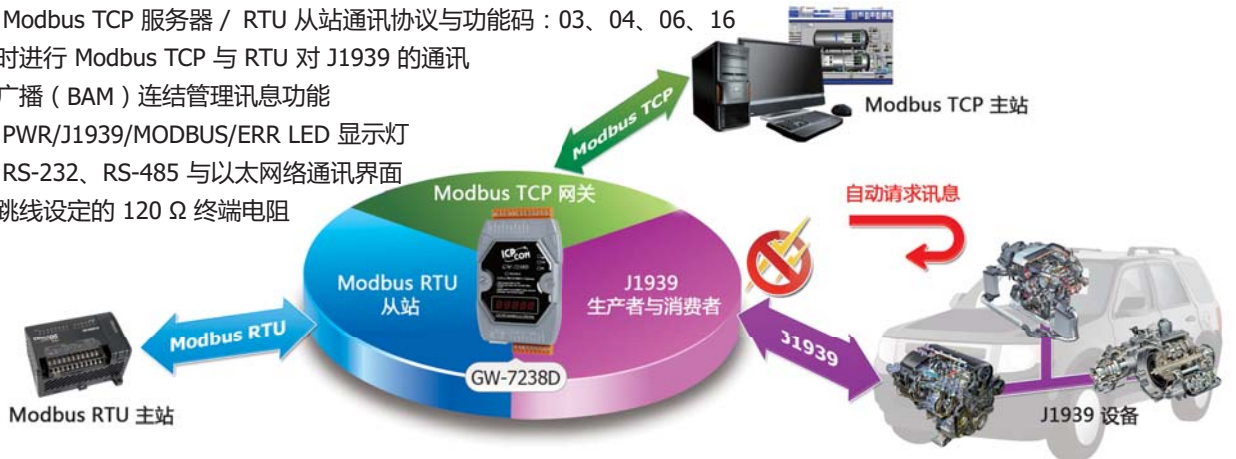 Modbus TCP 服务器 / RTU 从站通讯协议与功能码：03、04、06、16
时进行 Modbus TCP 与 RTU 对 J1939 的通讯
广播（BAM）连结管理讯息功能
PWR/J1939/MODBUS/ERR LED 显示灯
RS-232、RS-485 与以太网络通讯界面
跳线设定的 120 Ω 终端电阻
Modbus TCP
Modbus TCP 主站
Modbus TCP 网关
自动请求讯息
ICP CON
GW-7238D
Modbus RTU
从站
J1939
生产者与消费者
Modbus RTU
J1939
GW-7238D
Modbus RTU 主站
J1939 设备